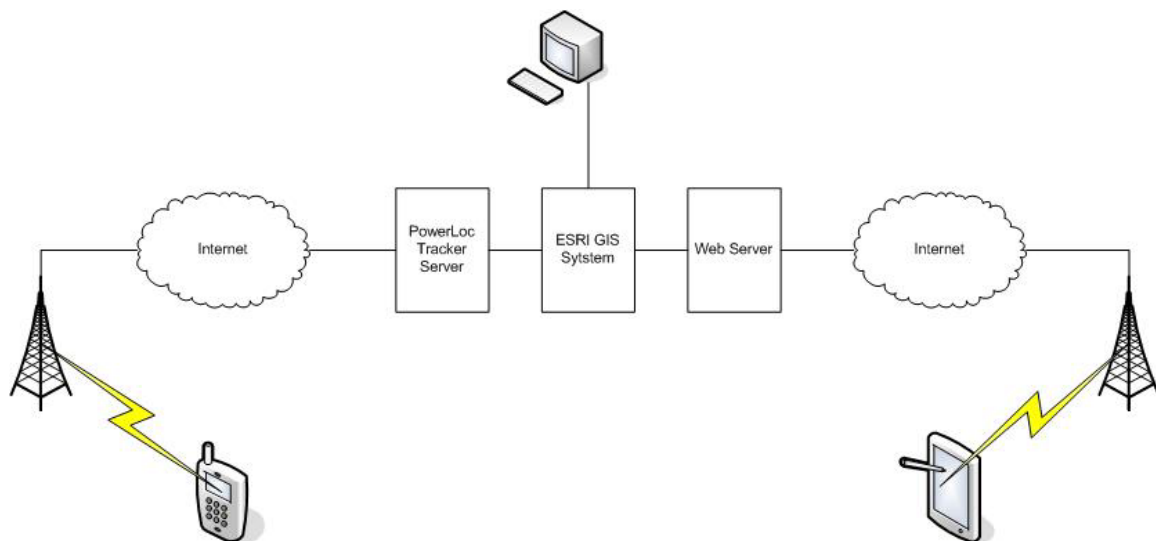 Internet
PowerLoc
Tracker
Server
ESRI GIS
Sytstem
Web Server
Internet